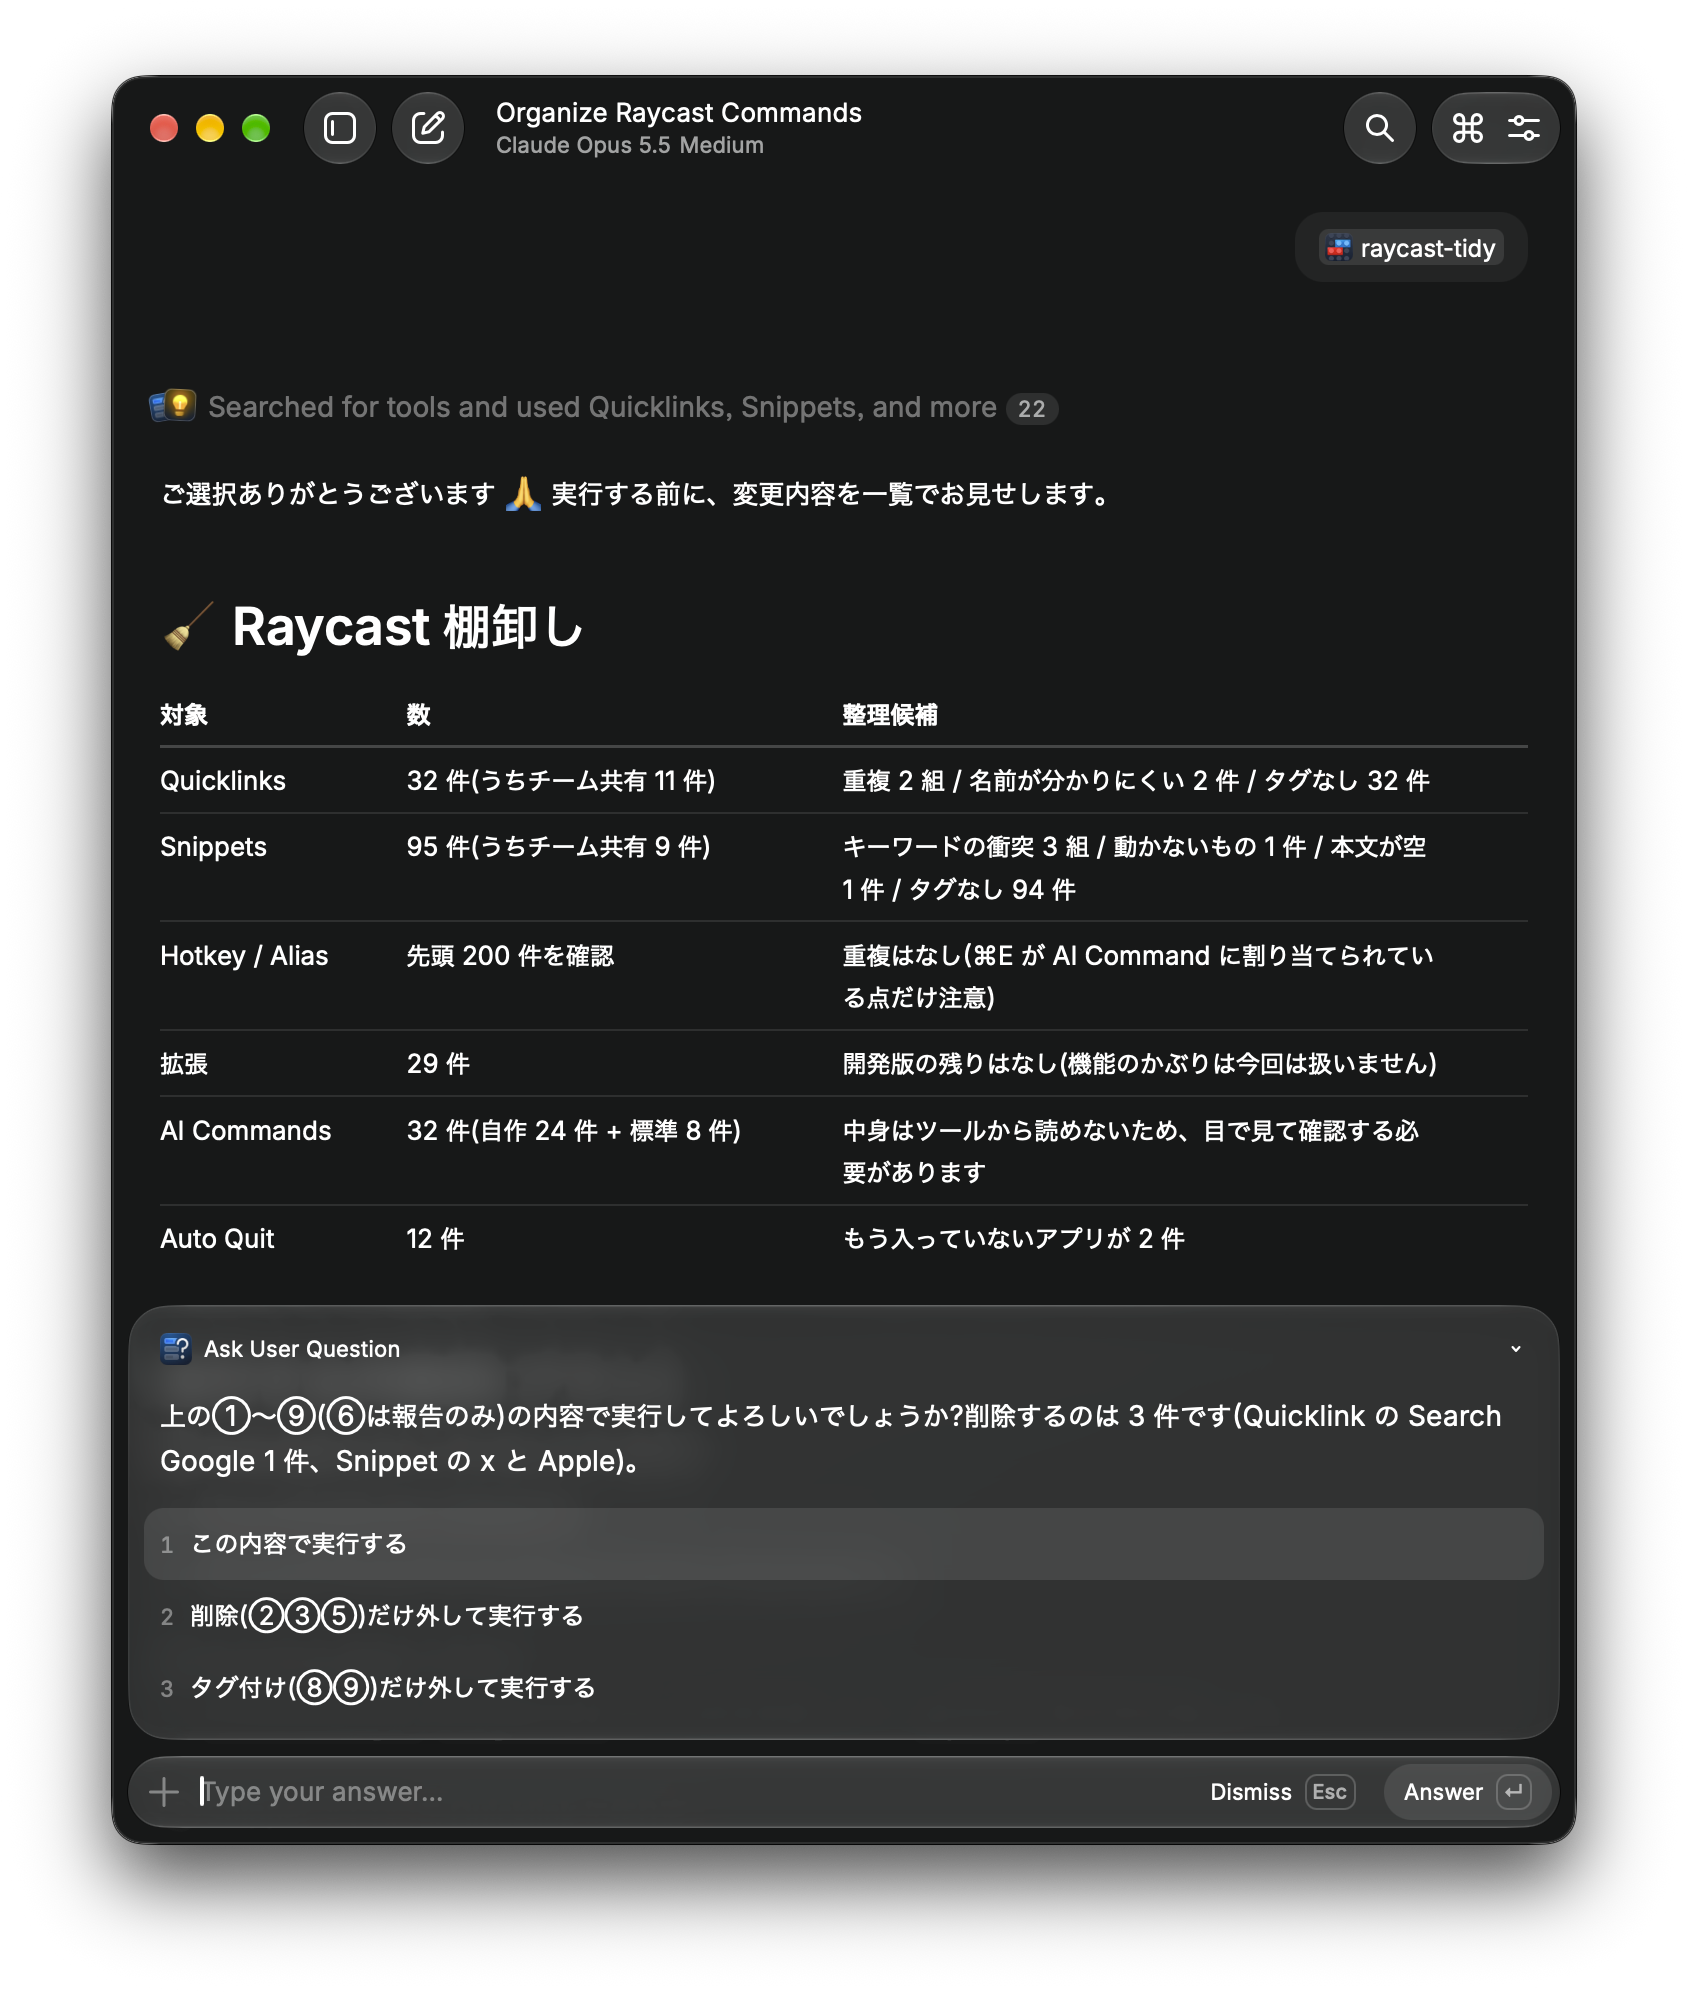 Organize Raycast Commands
Claude Opus 5.5 Medium
raycast-tidy
Searched for tools and used Quicklinks, Snippets, and more 22
ご選択ありがとうございます 🙏 実行する前に、変更内容を一覧でお見せします。
🧹 Raycast 棚卸し
対象 数 整理候補
Quicklinks 32 件(うちチーム共有 11 件) 重複 2 組 / 名前が分かりにくい 2 件 / タグなし 32 件
Snippets 95 件(うちチーム共有 9 件) キーワードの衝突 3 組 / 動かないもの 1 件 / 本文が空
1 件 / タグなし 94 件
Hotkey / Alias 先頭 200 件を確認 重複はなし(⌘E が AI Command に割り当てられてい
る点だけ注意)
拡張 29 件 開発版の残りはなし(機能のかぶりは今回は扱いません)
AI Commands 32 件(自作 24 件 + 標準 8 件) 中身はツールから読めないため、目で見て確認する必
要があります
Auto Quit 12 件 もう入っていないアプリが 2 件
Ask User Question
上の①〜⑨(⑥は報告のみ)の内容で実行してよろしいでしょうか?削除するのは 3 件です(Quicklink の Search
Google 1 件、Snippet の x と Apple)。
1 この内容で実行する
2 削除(②③⑤)だけ外して実行する
3 タグ付け(⑧⑨)だけ外して実行する
Type your answer... Dismiss Esc Answer ↵